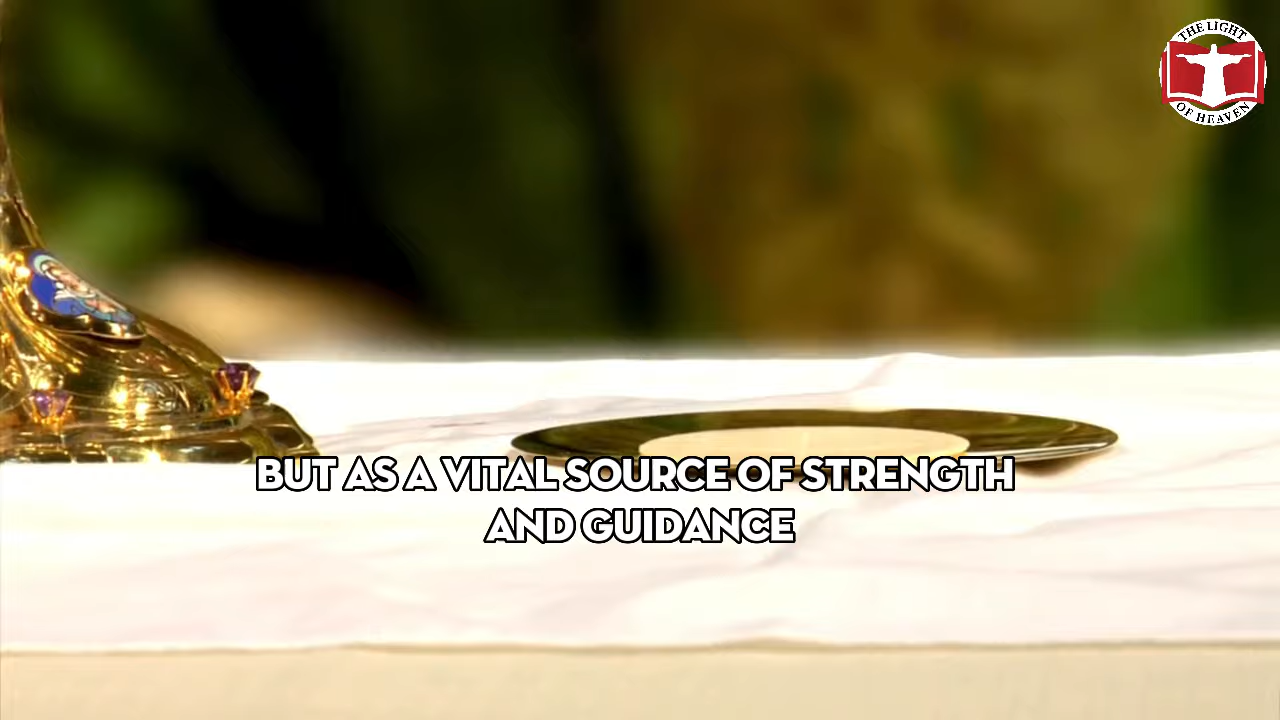 THE LIGHT
OF HEAVEN
BUT AS A VITAL SOURCE OF STRENGTH
AND GUIDANCE